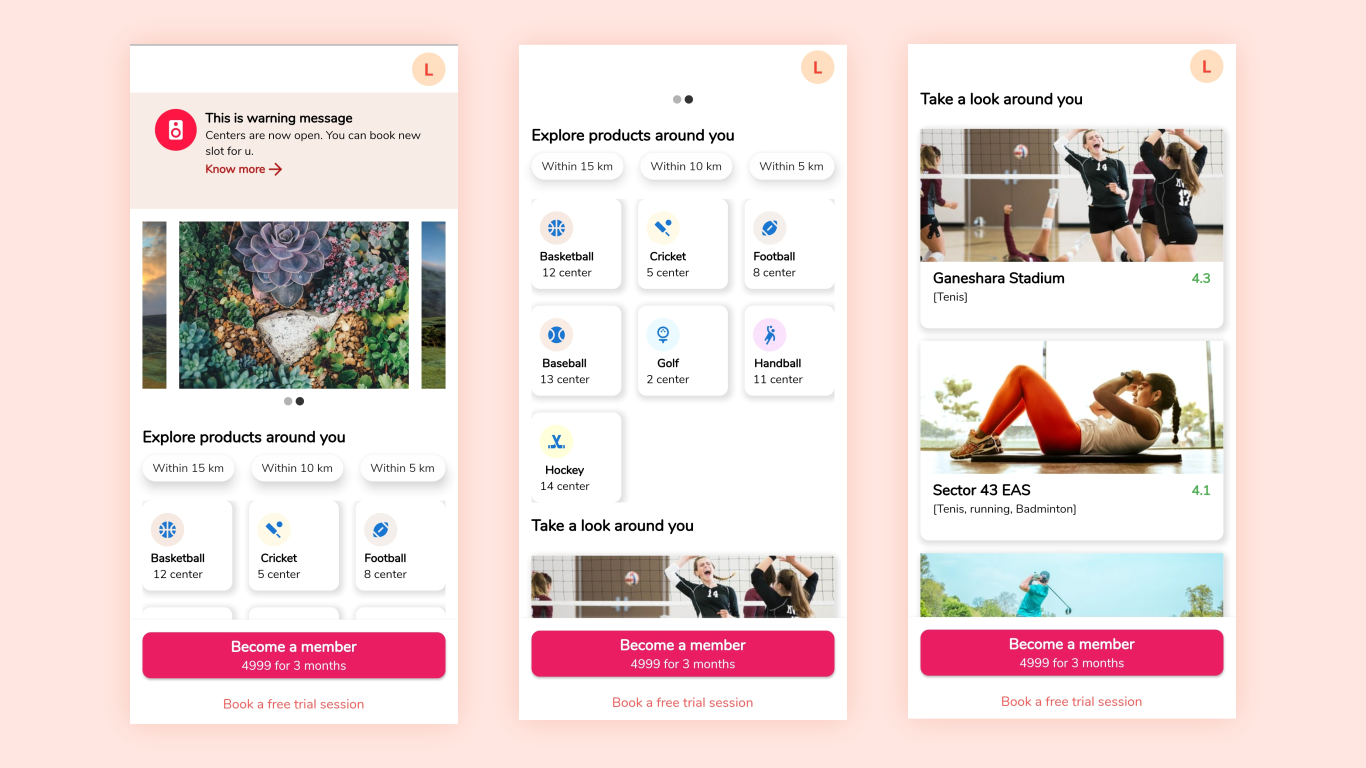 L
This is warning message
Centers are now open. You can book new
slot for u.
Know more
Explore products around you
Within 15 km
Within 10 km
Within 5 km
Basketball
12 center
Cricket
5 center
Football
8 center
Become a member
4999 for 3 months
Book a free trial session
L
Explore products around you
Within 15 km
Within 10 km
Within 5 km
Basketball
12 center
Cricket
5 center
Football
8 center
Baseball
13 center
Golf
2 center
Handball
11 center
Hockey
14 center
Take a look around you
14
Become a member
4999 for 3 months
Book a free trial session
L
Take a look around you
14
17
Ganeshara Stadium
4.3
[Tenis]
Sector 43 EAS
4.1
[Tenis, running, Badminton]
Become a member
4999 for 3 months
Book a free trial session